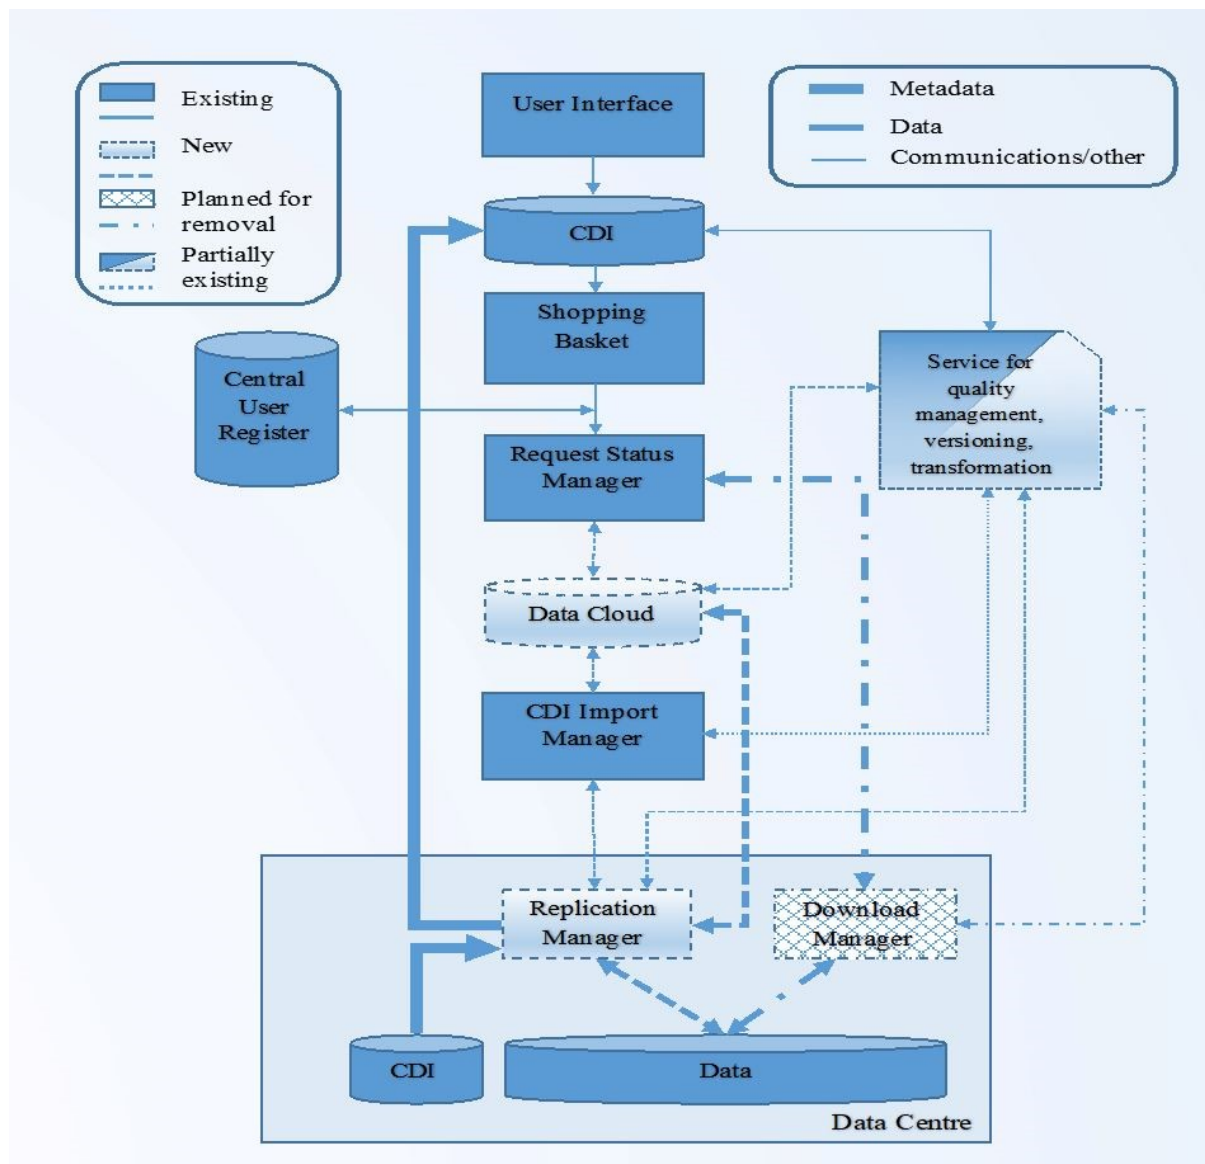 Existing
New
Planned for
removal
Partially
existing
User Interface
Metadata
Data
Communications/other
CDI
Shopping
Basket
Central
User
Register
Service for
quality
management,
versioning,
transformation
Request Status
Manager
Data Cloud
CDI Import
Manager
Replication
Manager
Download
Manager
CDI
Data
Data Centre